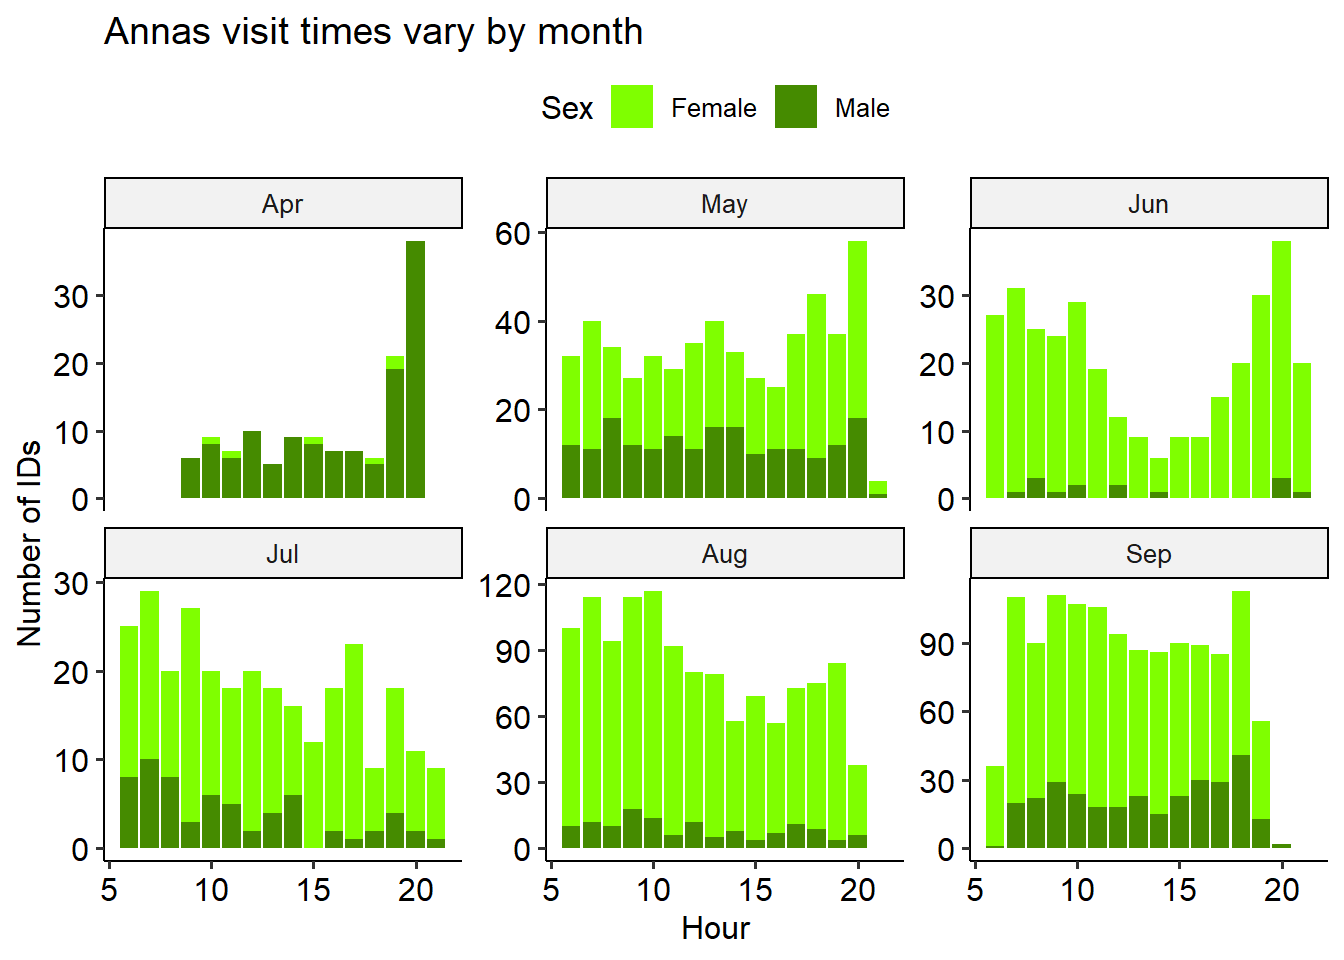 Annas visit times vary by month
Sex Female Male
Apr May Jun
60
30 40 30
20 20
20
10 10
0 0 0
Number of IDs
Jul Aug Sep
30 120
90 90
20
60 60
10 30 30
0 0 0
5 10 15 20 5 10 15 20 5 10 15 20
Hour